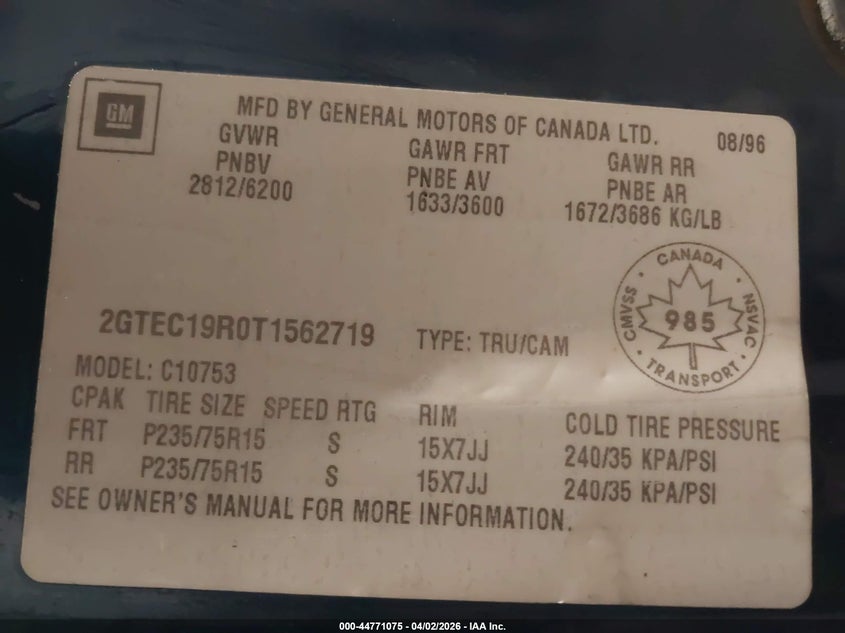 GM
MFD BY GENERAL MOTORS OF CANADA LTD. 08/96
GVWR GAWR FRT GAWR RR
PNBV PNBE AV PNBE AR
2812/6200 1633/3600 1672/3686 KG/LB
CANADA
CMVSS 985 NSVAC
TRANSPORT
2GTEC19R0T1562719 TYPE: TRU/CAM
MODEL: C10753
CPAK TIRE SIZE SPEED RTG RIM COLD TIRE PRESSURE
FRT P235/75R15 S 15X7JJ 240/35 KPA/PSI
RR P235/75R15 S 15X7JJ 240/35 KPA/PSI
SEE OWNER'S MANUAL FOR MORE INFORMATION.
000-44771075 - 04/02/2026 - IAA Inc.